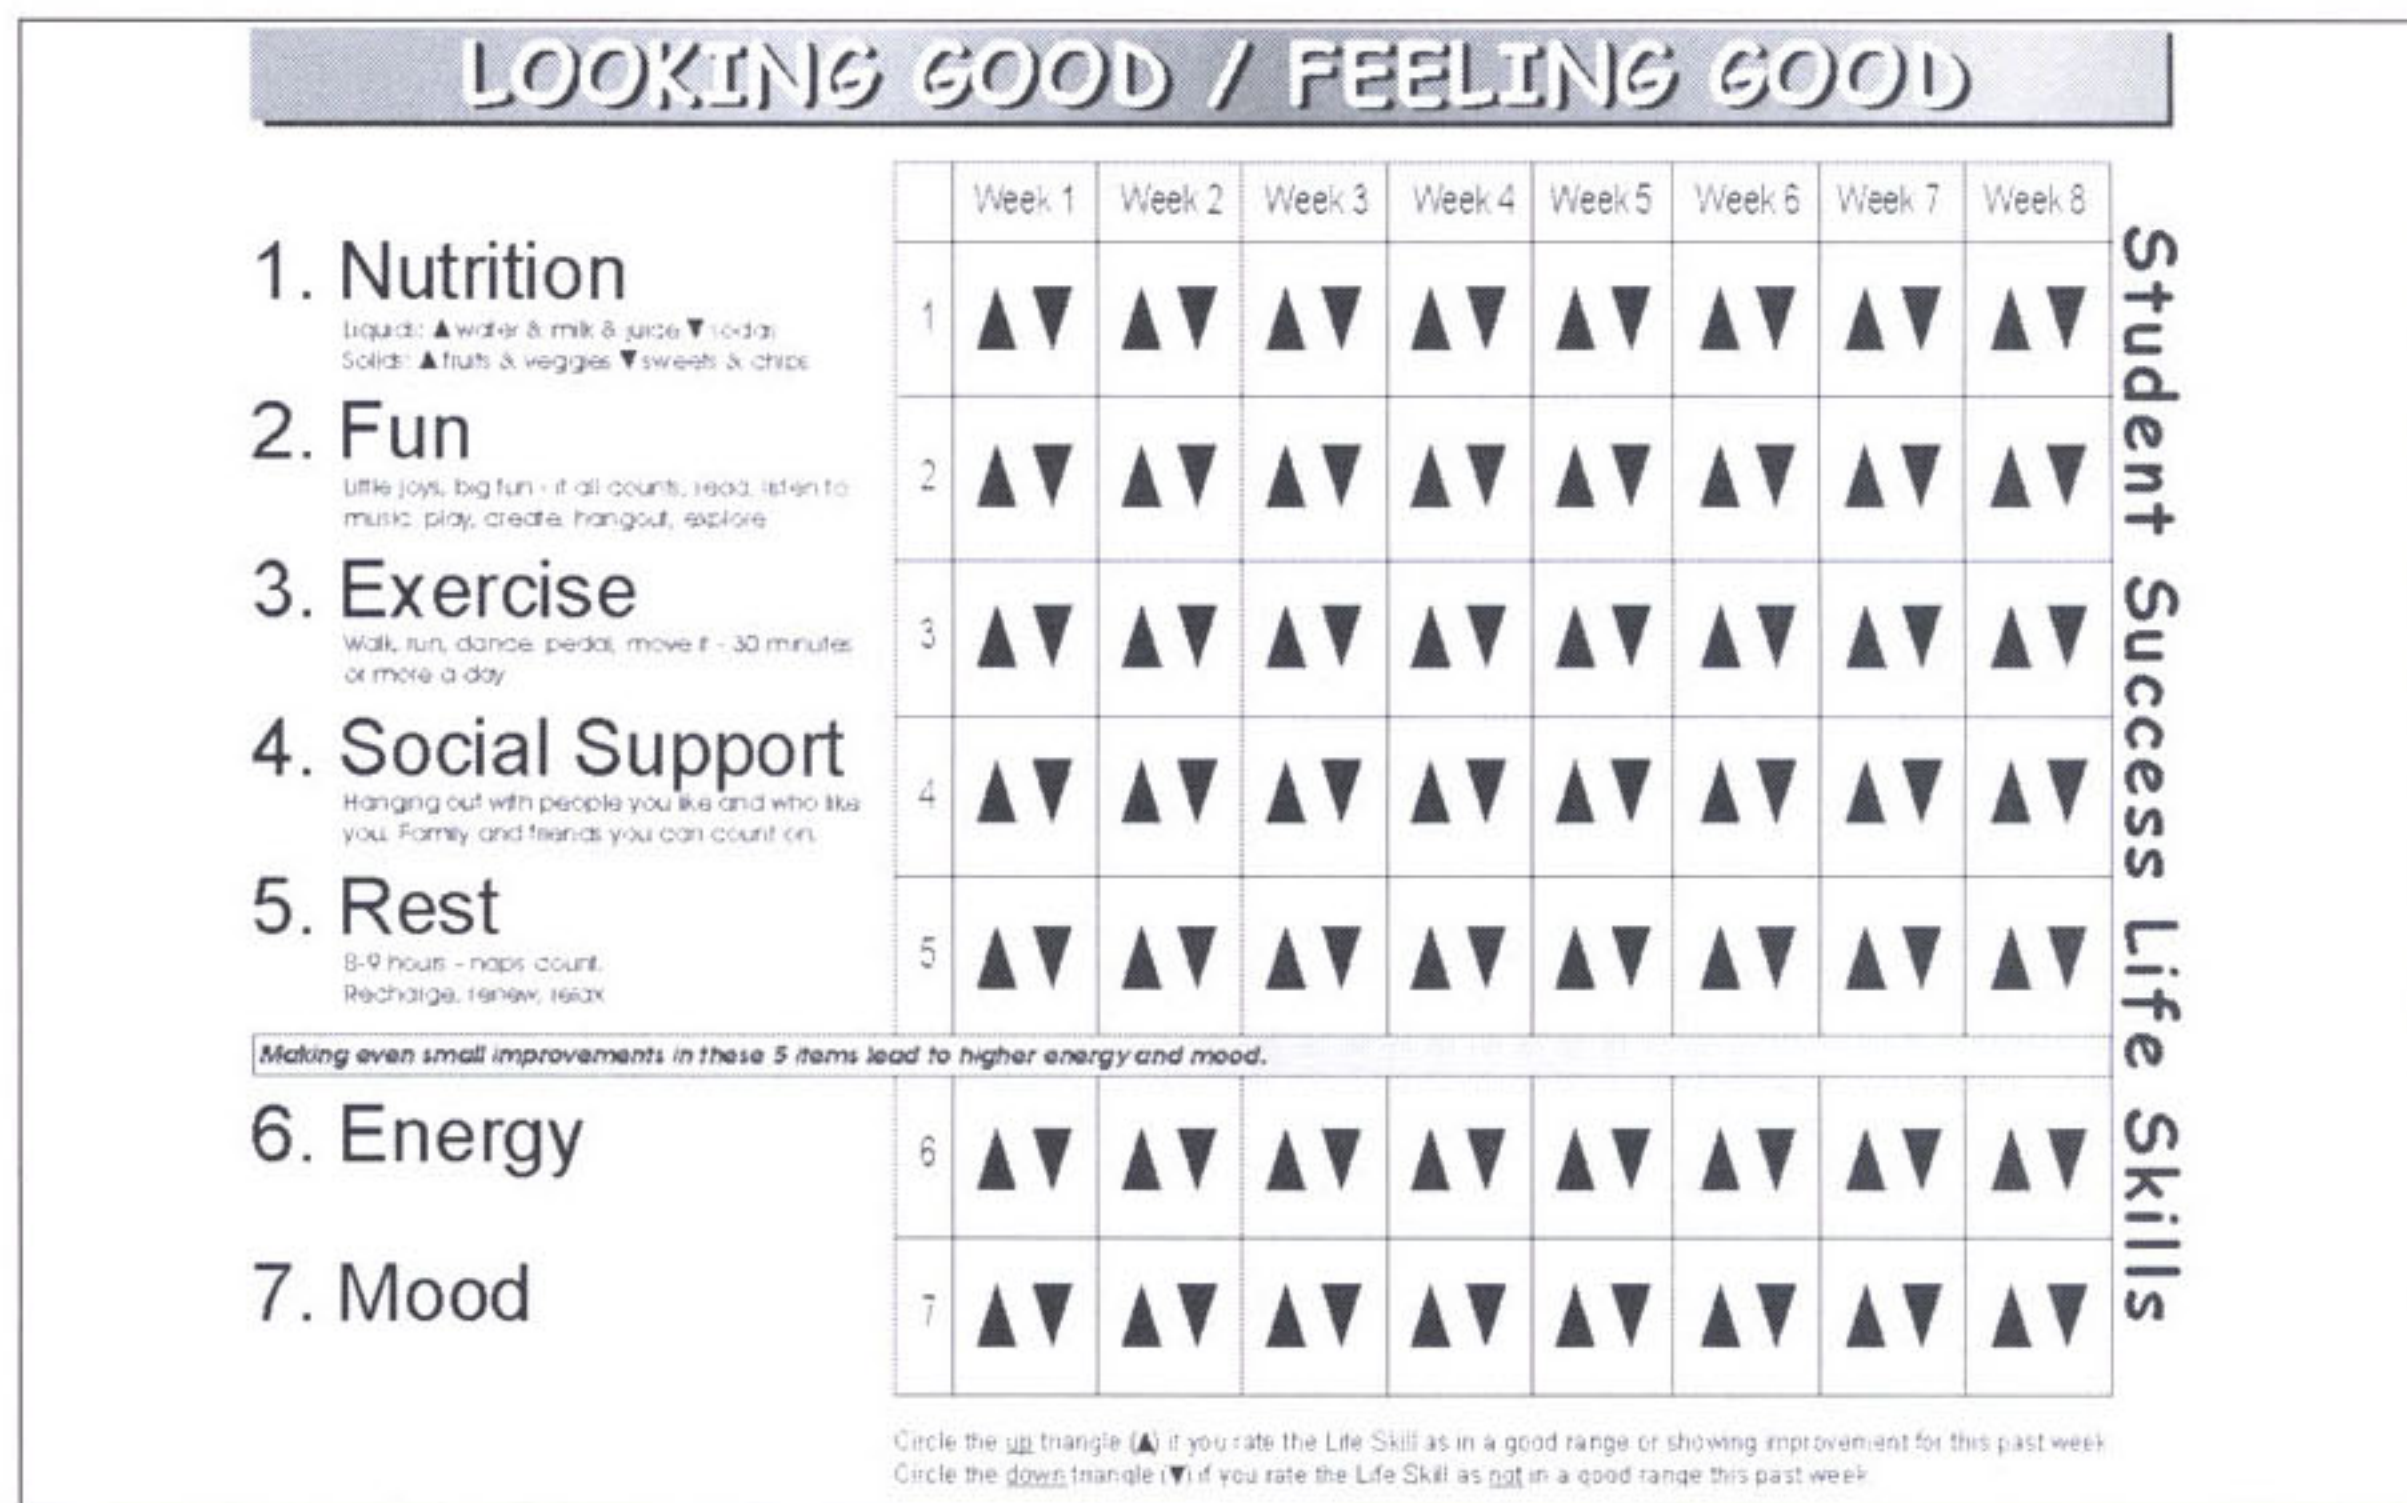 LOOKING GOOD / FEELING GOOD
Week 1 Week 2 Week 3 Week 4 Week 5 Week 6 Week 7 Week 8
1. Nutrition
Liquids: ▲ water & milk & juice ▼ sodas
Solids: ▲ fruits & veggies ▼ sweets & chips
1 ▲▼ ▲▼ ▲▼ ▲▼ ▲▼ ▲▼ ▲▼ ▲▼
2. Fun
Little joys, big fun - it all counts, read, listen to
music, play, create, hangout, explore
2 ▲▼ ▲▼ ▲▼ ▲▼ ▲▼ ▲▼ ▲▼ ▲▼
3. Exercise
Walk, run, dance, pedal, move it - 30 minutes
or more a day
3 ▲▼ ▲▼ ▲▼ ▲▼ ▲▼ ▲▼ ▲▼ ▲▼
4. Social Support
Hanging out with people you like and who like
you. Family and friends you can count on.
4 ▲▼ ▲▼ ▲▼ ▲▼ ▲▼ ▲▼ ▲▼ ▲▼
5. Rest
8-9 hours - naps count.
Recharge, renew, relax
5 ▲▼ ▲▼ ▲▼ ▲▼ ▲▼ ▲▼ ▲▼ ▲▼
Making even small improvements in these 5 items lead to higher energy and mood.
6. Energy
6 ▲▼ ▲▼ ▲▼ ▲▼ ▲▼ ▲▼ ▲▼ ▲▼
7. Mood
7 ▲▼ ▲▼ ▲▼ ▲▼ ▲▼ ▲▼ ▲▼ ▲▼
Circle the up triangle (▲) if you rate the Life Skill as in a good range or showing improvement for this past week
Circle the down triangle (▼) if you rate the Life Skill as not in a good range this past week
Student Success Life Skills